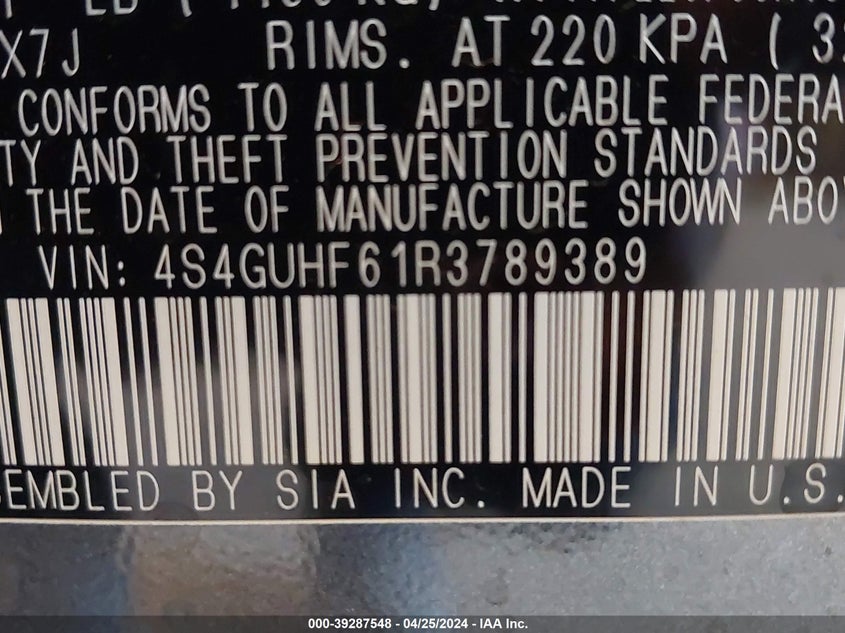 X7J RIMS. AT 220 KPA (
CONFORMS TO ALL APPLICABLE FEDERA
TY AND THEFT PREVENTION STANDARDS
THE DATE OF MANUFACTURE SHOWN ABO
VIN: 4S4GUHF61R3789389
EMBLED BY SIA INC. MADE IN U.S.
000-39287548 - 04/25/2024 - IAA Inc.